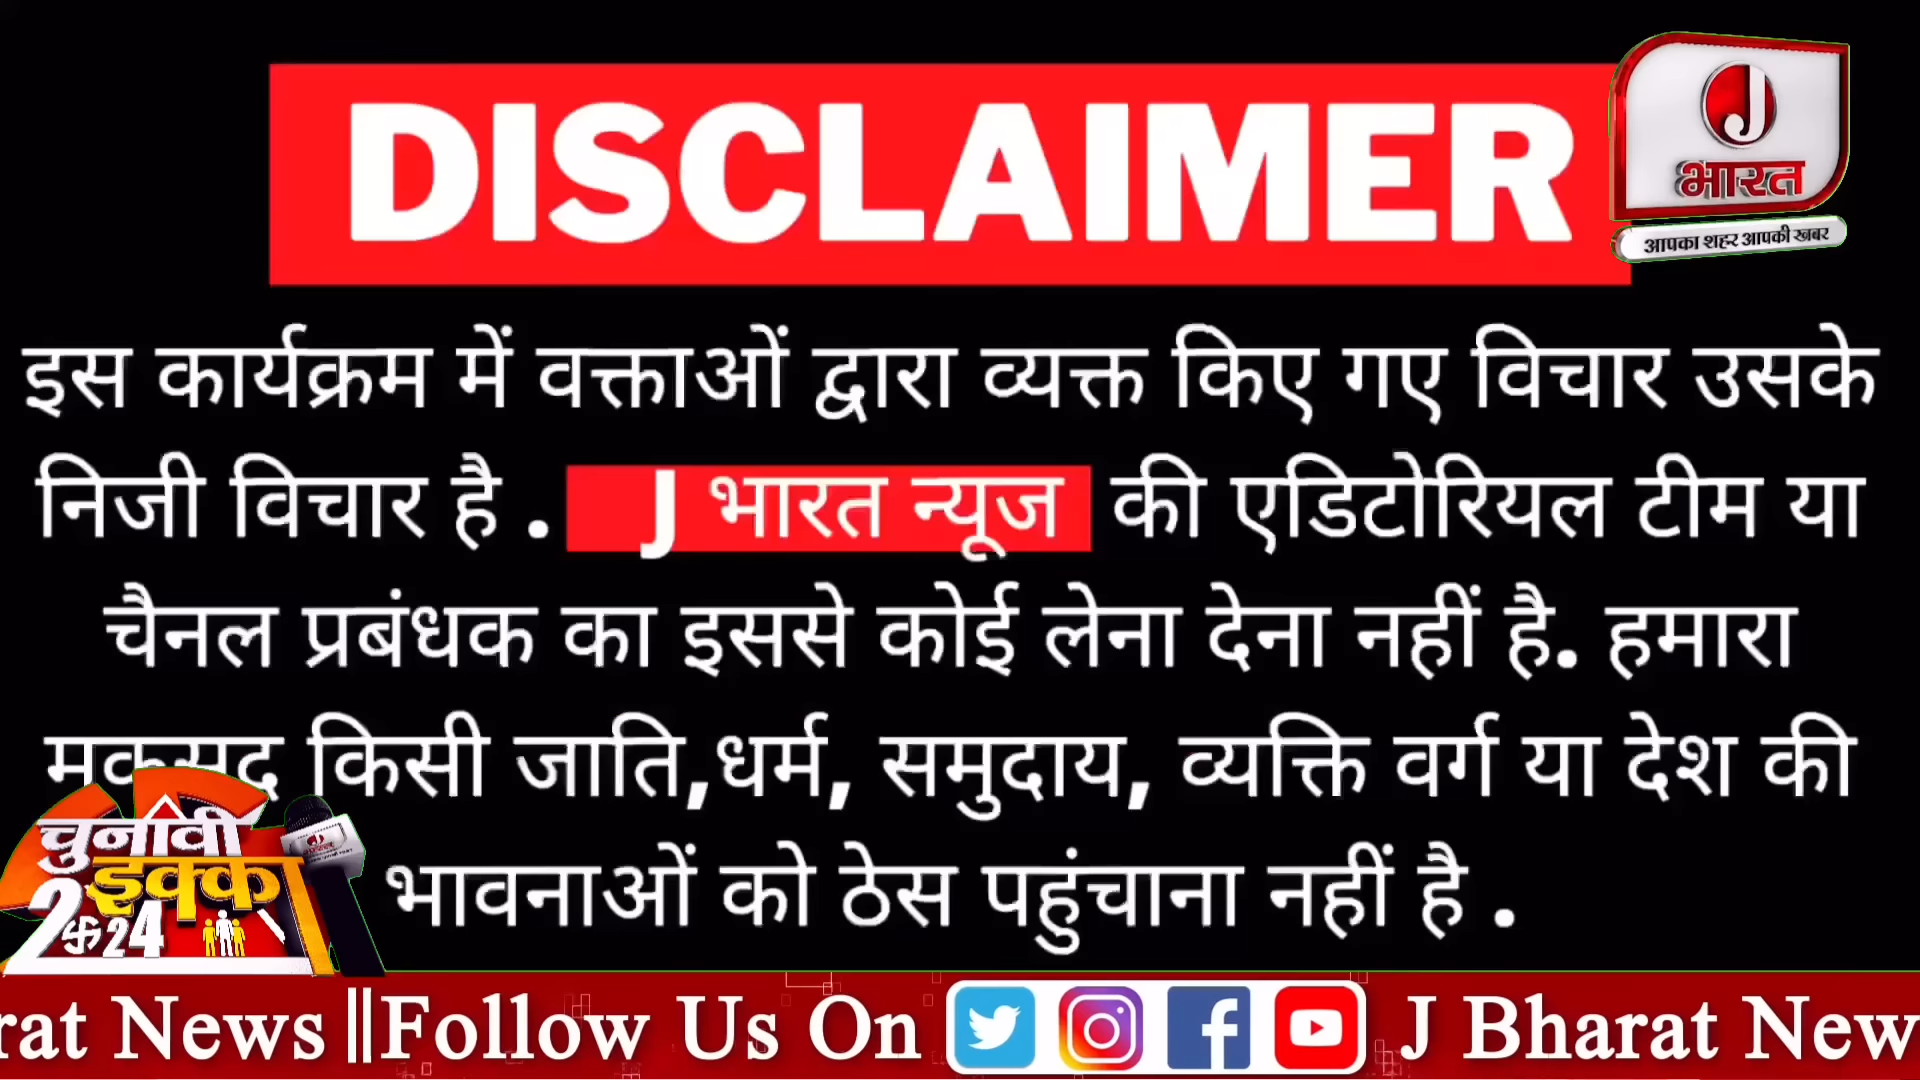 DISCLAIMER
J
भारत
आपका शहर आपकी खबर
इस कार्यक्रम में वक्ताओं द्वारा व्यक्त किए गए विचार उसके
निजी विचार है . J भारत न्यूज की एडिटोरियल टीम या
चैनल प्रबंधक का इससे कोई लेना देना नहीं है. हमारा
मकसद किसी जाति,धर्म, समुदाय, व्यक्ति वर्ग या देश की
भावनाओं को ठेस पहुंचाना नहीं है .
चुनावी
इक्का
2024
rat News ||Follow Us On J Bharat New